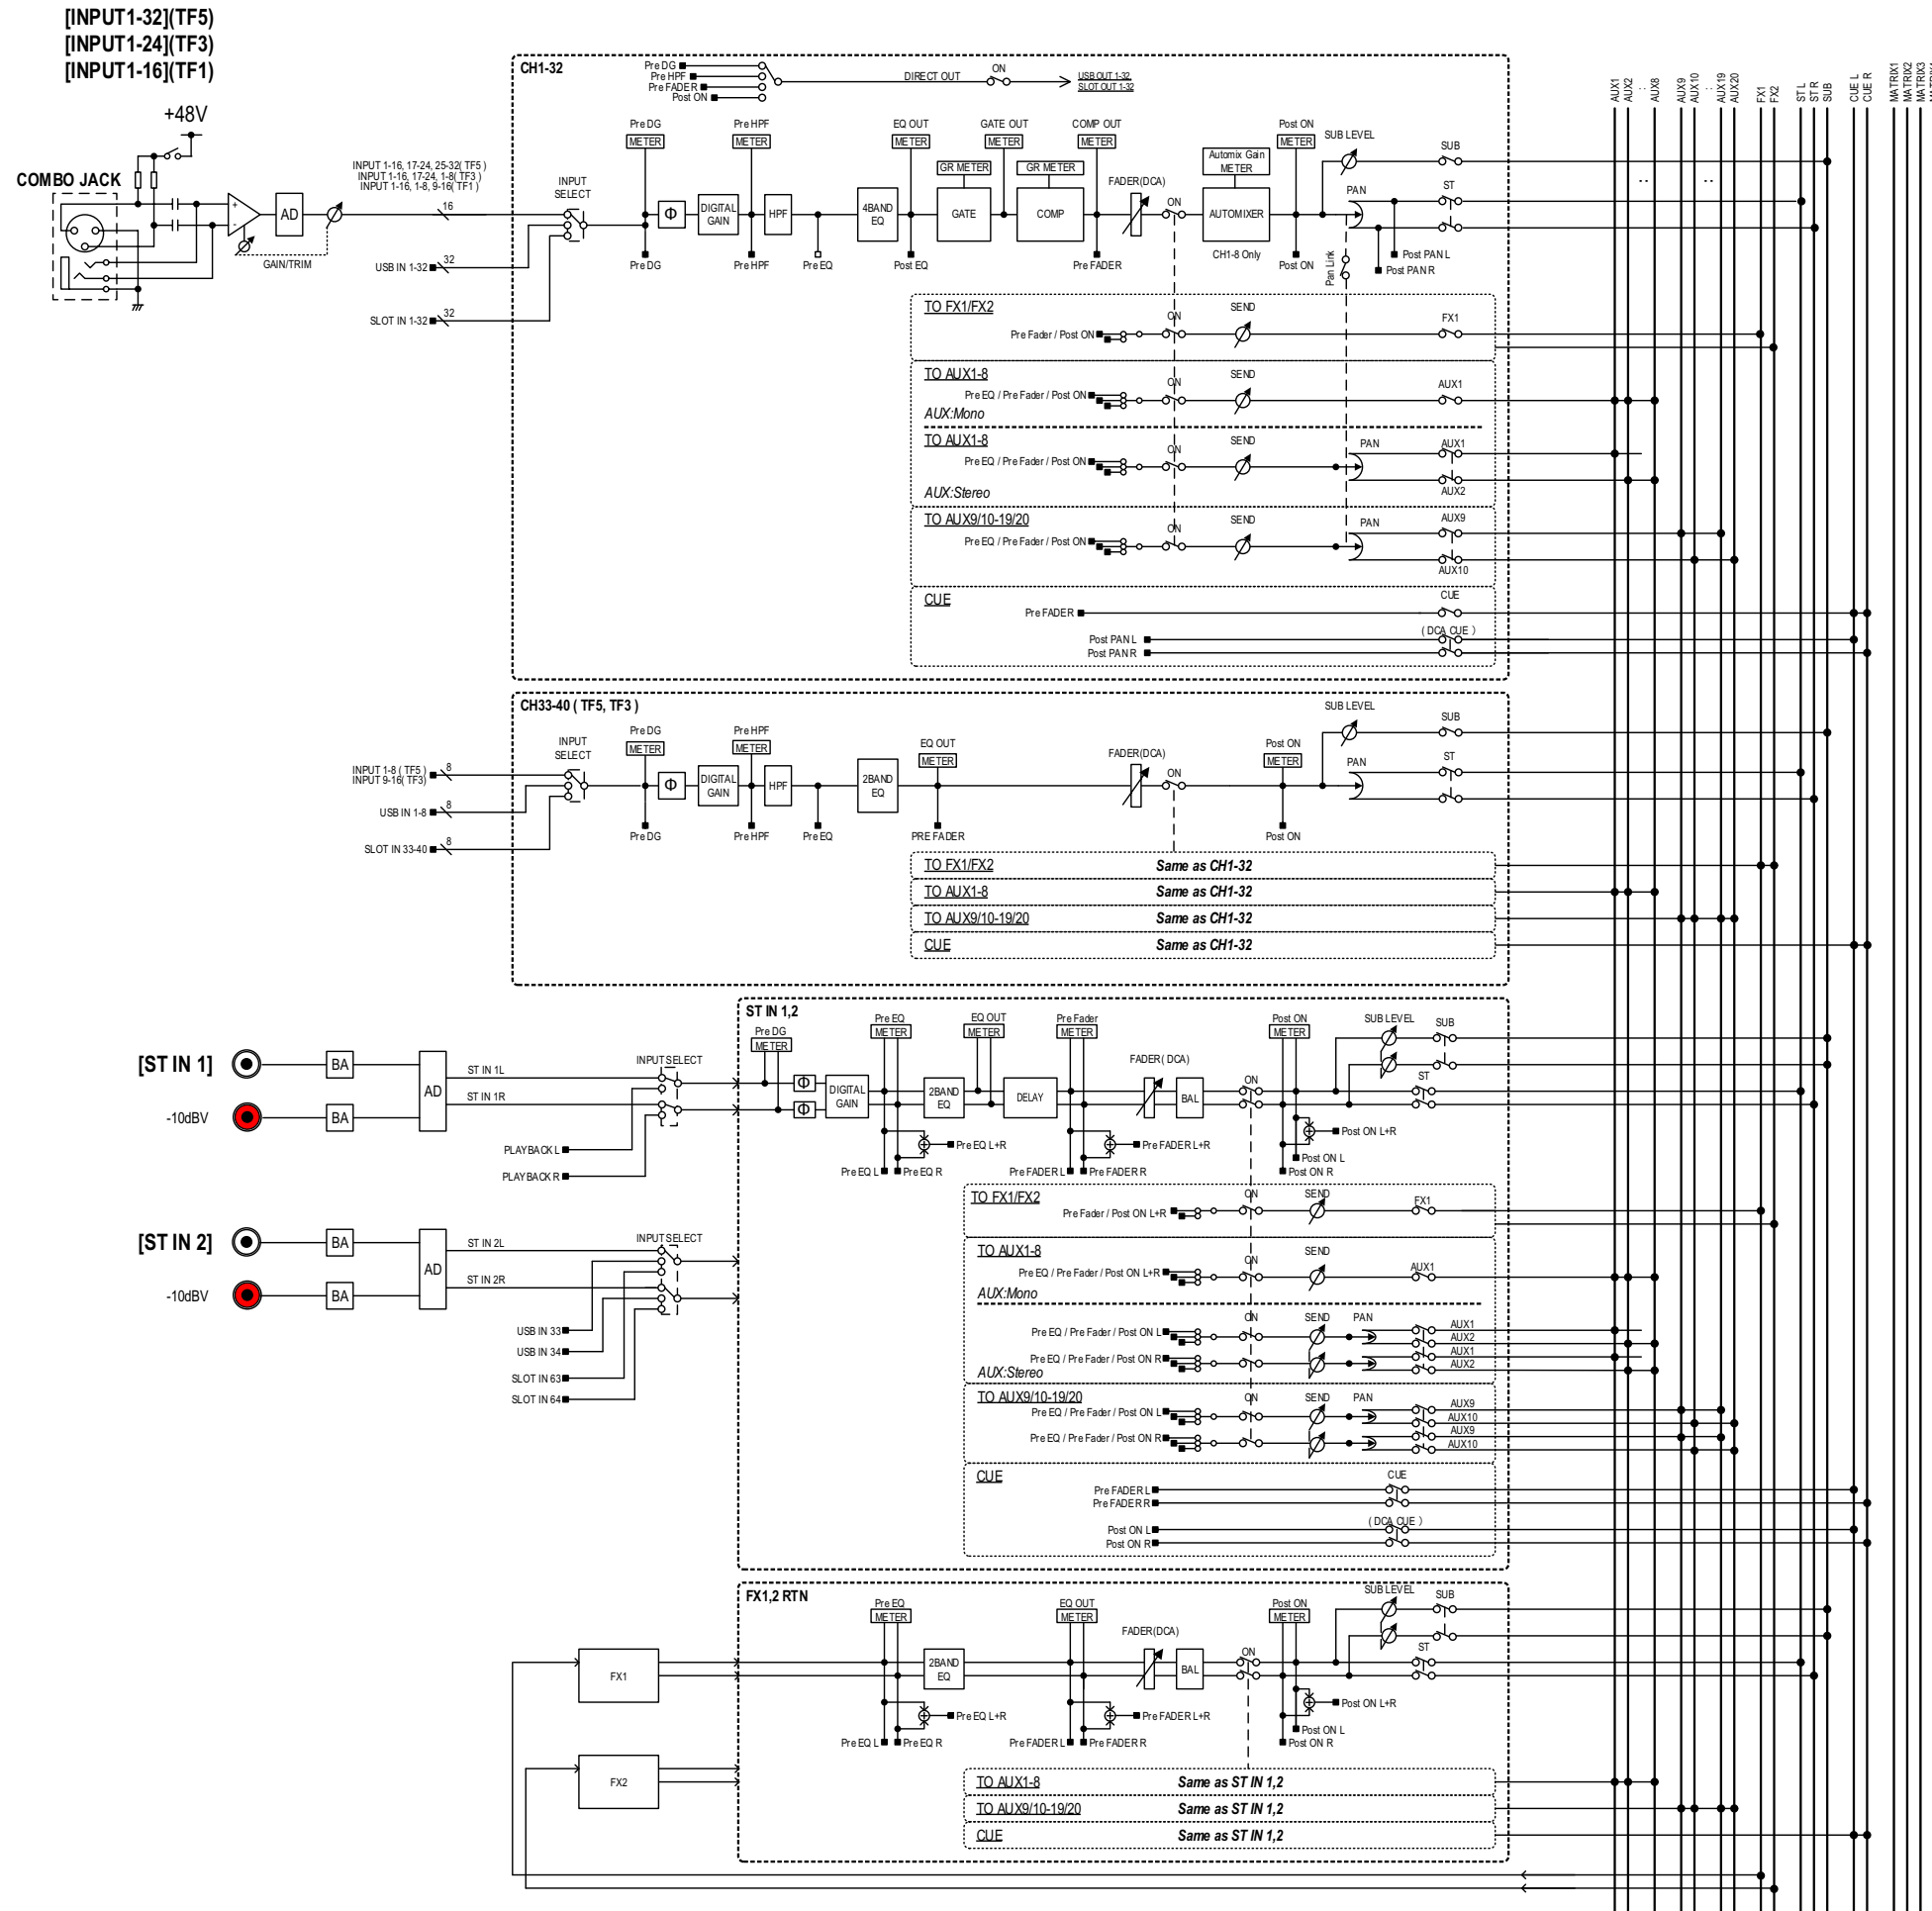 [INPUT1-32](TF5)
[INPUT1-24](TF3)
[INPUT1-16](TF1)
+48V
COMBO JACK
+
-
AD
GAIN/TRIM
INPUT 1-16, 17-24, 25-32( TF5 )
INPUT 1-16, 17-24, 1-8( TF3 )
INPUT 1-16, 1-8, 9-16( TF1 )
16
USB IN 1-32
32
SLOT IN 1-32
32
INPUT
SELECT
CH1-32
Pre DG
Pre HPF
Pre FADER
Post ON
DIRECT OUT
ON
USB OUT 1-32
SLOT OUT 1-32
Pre DG
METER
Pre HPF
METER
EQ OUT
METER
GATE OUT
METER
COMP OUT
METER
Post ON
METER
GR METER
GR METER
Automix Gain
METER
SUB LEVEL
SUB
Φ
DIGITAL
GAIN
HPF
4BAND
EQ
GATE
COMP
FADER(DCA)
ON
AUTOMIXER
CH1-8 Only
PAN
ST
Pre DG
Pre HPF
Pre EQ
Post EQ
Pre FADER
Post ON
Pan Link
Post PAN L
Post PAN R
TO FX1/FX2
Pre Fader / Post ON
ON
SEND
FX1
TO AUX1-8
Pre EQ / Pre Fader / Post ON
ON
SEND
AUX1
AUX:Mono
TO AUX1-8
Pre EQ / Pre Fader / Post ON
ON
SEND
PAN
AUX1
AUX2
AUX:Stereo
TO AUX9/10-19/20
Pre EQ / Pre Fader / Post ON
ON
SEND
PAN
AUX9
AUX10
CUE
Pre FADER
CUE
Post PAN L
Post PAN R
( DCA CUE )
AUX1
AUX2
: 
AUX8
AUX9
AUX10
:
AUX19
AUX20
FX1
FX2
ST L
ST R
SUB
CUE L
CUE R
MATRIX1
MATRIX2
MATRIX3
CH33-40 ( TF5, TF3 )
INPUT 1-8 ( TF5 )
INPUT 9-16( TF3)
8
USB IN 1-8
8
SLOT IN 33-40
8
INPUT
SELECT
Pre DG
METER
Pre HPF
METER
EQ OUT
METER
Post ON
METER
SUB LEVEL
SUB
Φ
DIGITAL
GAIN
HPF
2BAND
EQ
FADER(DCA)
ON
PAN
ST
Pre DG
Pre HPF
Pre EQ
PRE FADER
Post ON
TO FX1/FX2 Same as CH1-32
TO AUX1-8 Same as CH1-32
TO AUX9/10-19/20 Same as CH1-32
CUE Same as CH1-32
[ST IN 1]
-10dBV
BA
BA
AD
ST IN 1L
ST IN 1R
PLAYBACK L
PLAYBACK R
INPUT SELECT
[ST IN 2]
-10dBV
BA
BA
AD
ST IN 2L
ST IN 2R
INPUT SELECT
USB IN 33
USB IN 34
SLOT IN 63
SLOT IN 64
ST IN 1,2
Pre DG
METER
Pre EQ
METER
EQ OUT
METER
Pre Fader
METER
Post ON
METER
SUB LEVEL
SUB
Φ
Φ
DIGITAL
GAIN
2BAND
EQ
DELAY
FADER( DCA)
BAL
ON
ST
Pre EQ L+R
Pre EQ L
Pre EQ R
Pre FADER L+R
Pre FADER L
Pre FADER R
Post ON L+R
Post ON L
Post ON R
TO FX1/FX2
Pre Fader / Post ON L+R
ON
SEND
FX1
TO AUX1-8
Pre EQ / Pre Fader / Post ON L+R
ON
SEND
AUX1
AUX:Mono
Pre EQ / Pre Fader / Post ON L
Pre EQ / Pre Fader / Post ON R
ON
SEND
PAN
AUX1
AUX2
AUX1
AUX2
AUX:Stereo
TO AUX9/10-19/20
Pre EQ / Pre Fader / Post ON L
Pre EQ / Pre Fader / Post ON R
ON
SEND
PAN
AUX9
AUX10
AUX9
AUX10
CUE
Pre FADER L
Pre FADER R
CUE
Post ON L
Post ON R
( DCA CUE )
FX1
FX2
FX1,2 RTN
Pre EQ
METER
EQ OUT
METER
Post ON
METER
SUB LEVEL
SUB
2BAND
EQ
FADER(DCA)
BAL
ON
ST
Pre EQ L+R
Pre EQ L
Pre EQ R
Pre FADER L+R
Pre FADER L
Pre FADER R
Post ON L+R
Post ON L
Post ON R
TO AUX1-8 Same as ST IN 1,2
TO AUX9/10-19/20 Same as ST IN 1,2
CUE Same as ST IN 1,2